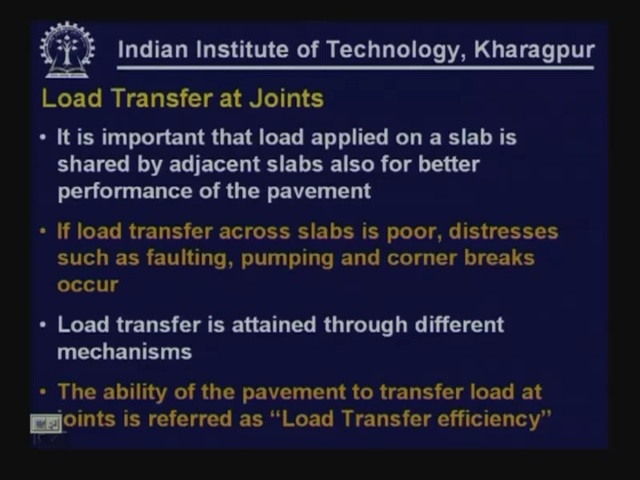 Indian Institute of Technology, Kharagpur
Load Transfer at Joints
• It is important that load applied on a slab is
shared by adjacent slabs also for better
performance of the pavement
• If load transfer across slabs is poor, distresses
such as faulting, pumping and corner breaks
occur
• Load transfer is attained through different
mechanisms
• The ability of the pavement to transfer load at
joints is referred as “Load Transfer efficiency”